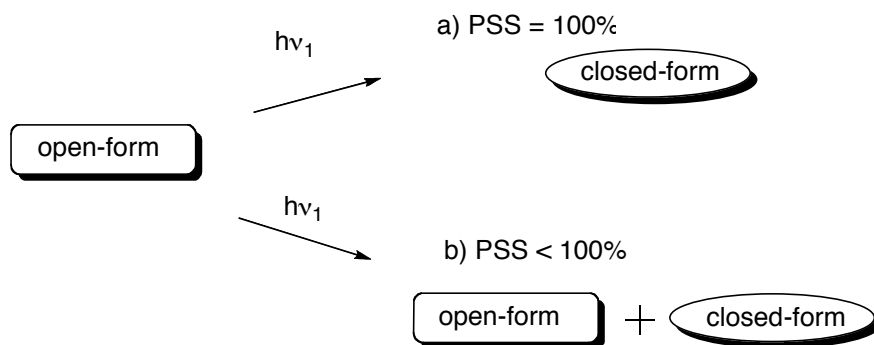 a) PSS = 100%
hν₁
closed-form
open-form
hν₁
b) PSS < 100%
open-form + closed-form